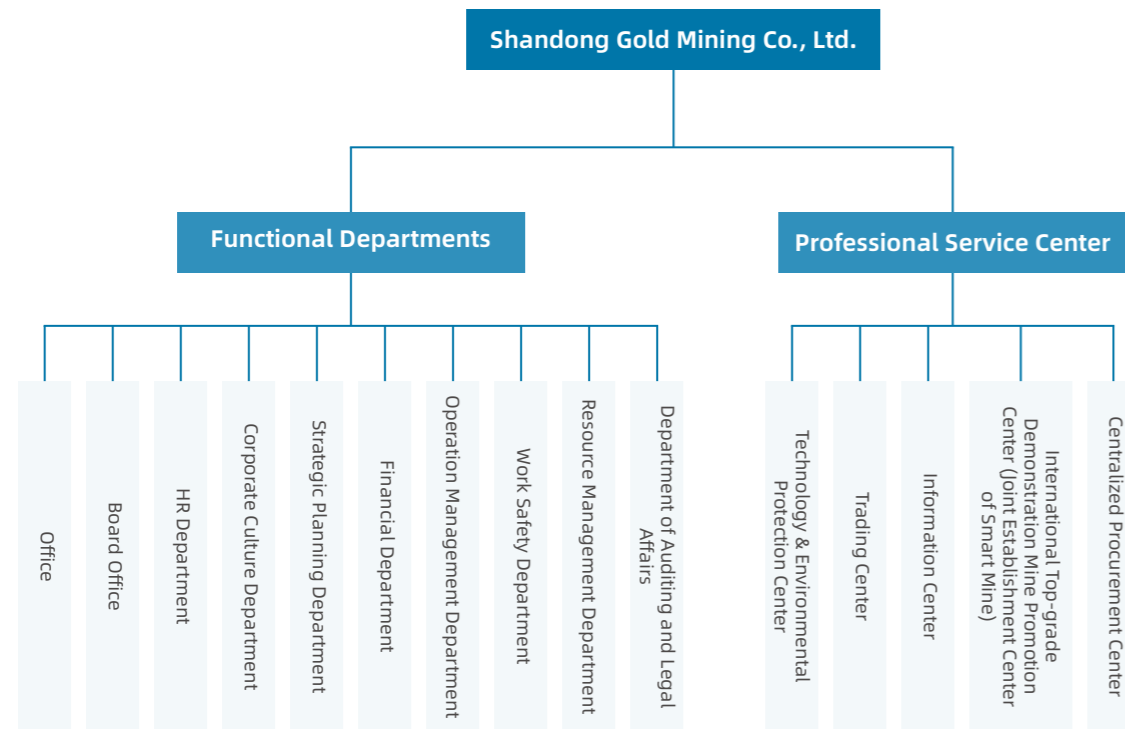 Shandong Gold Mining Co., Ltd.
Functional Departments
Professional Service Center
Office
Board Office
HR Department
Corporate Culture Department
Strategic Planning Department
Financial Department
Operation Management Department
Work Safety Department
Resource Management Department
Department of Auditing and Legal
Affairs
Technology & Environmental
Protection Center
Trading Center
Information Center
International Top-grade
Demonstration Mine Promotion
Center (Joint Establishment Center
of Smart Mine)
Centralized Procurement Center